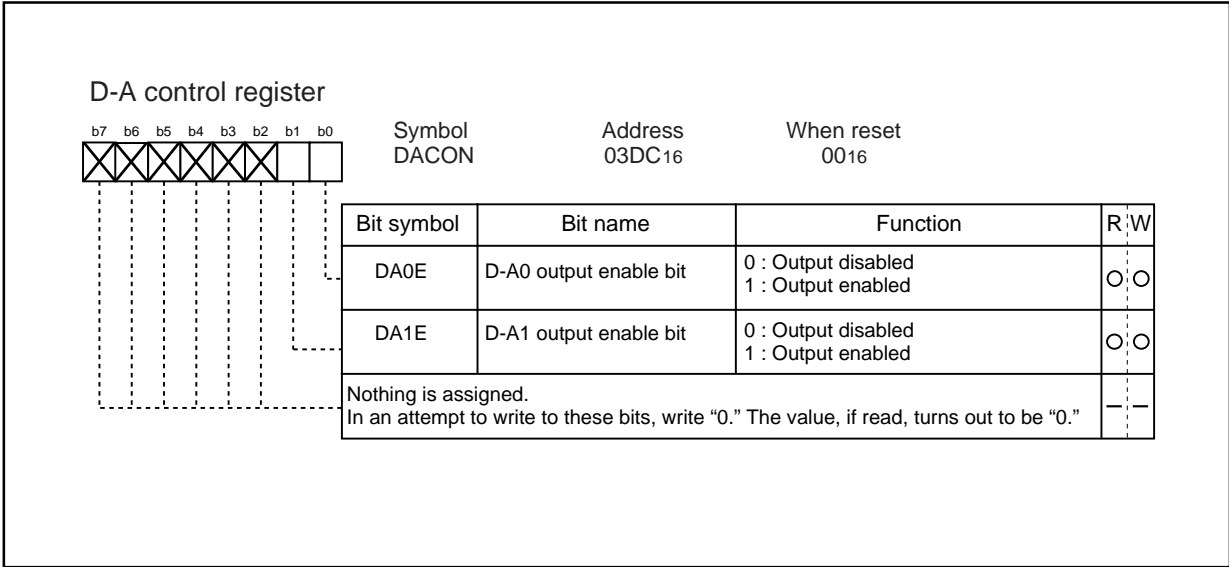 D-A control register
b7 b6 b5 b4 b3 b2 b1 b0
Symbol Address When reset
DACON 03DC16 0016
Bit symbol Bit name Function R W
DA0E D-A0 output enable bit 0 : Output disabled
1 : Output enabled
DA1E D-A1 output enable bit 0 : Output disabled
1 : Output enabled
Nothing is assigned.
In an attempt to write to these bits, write “0.” The value, if read, turns out to be “0.”